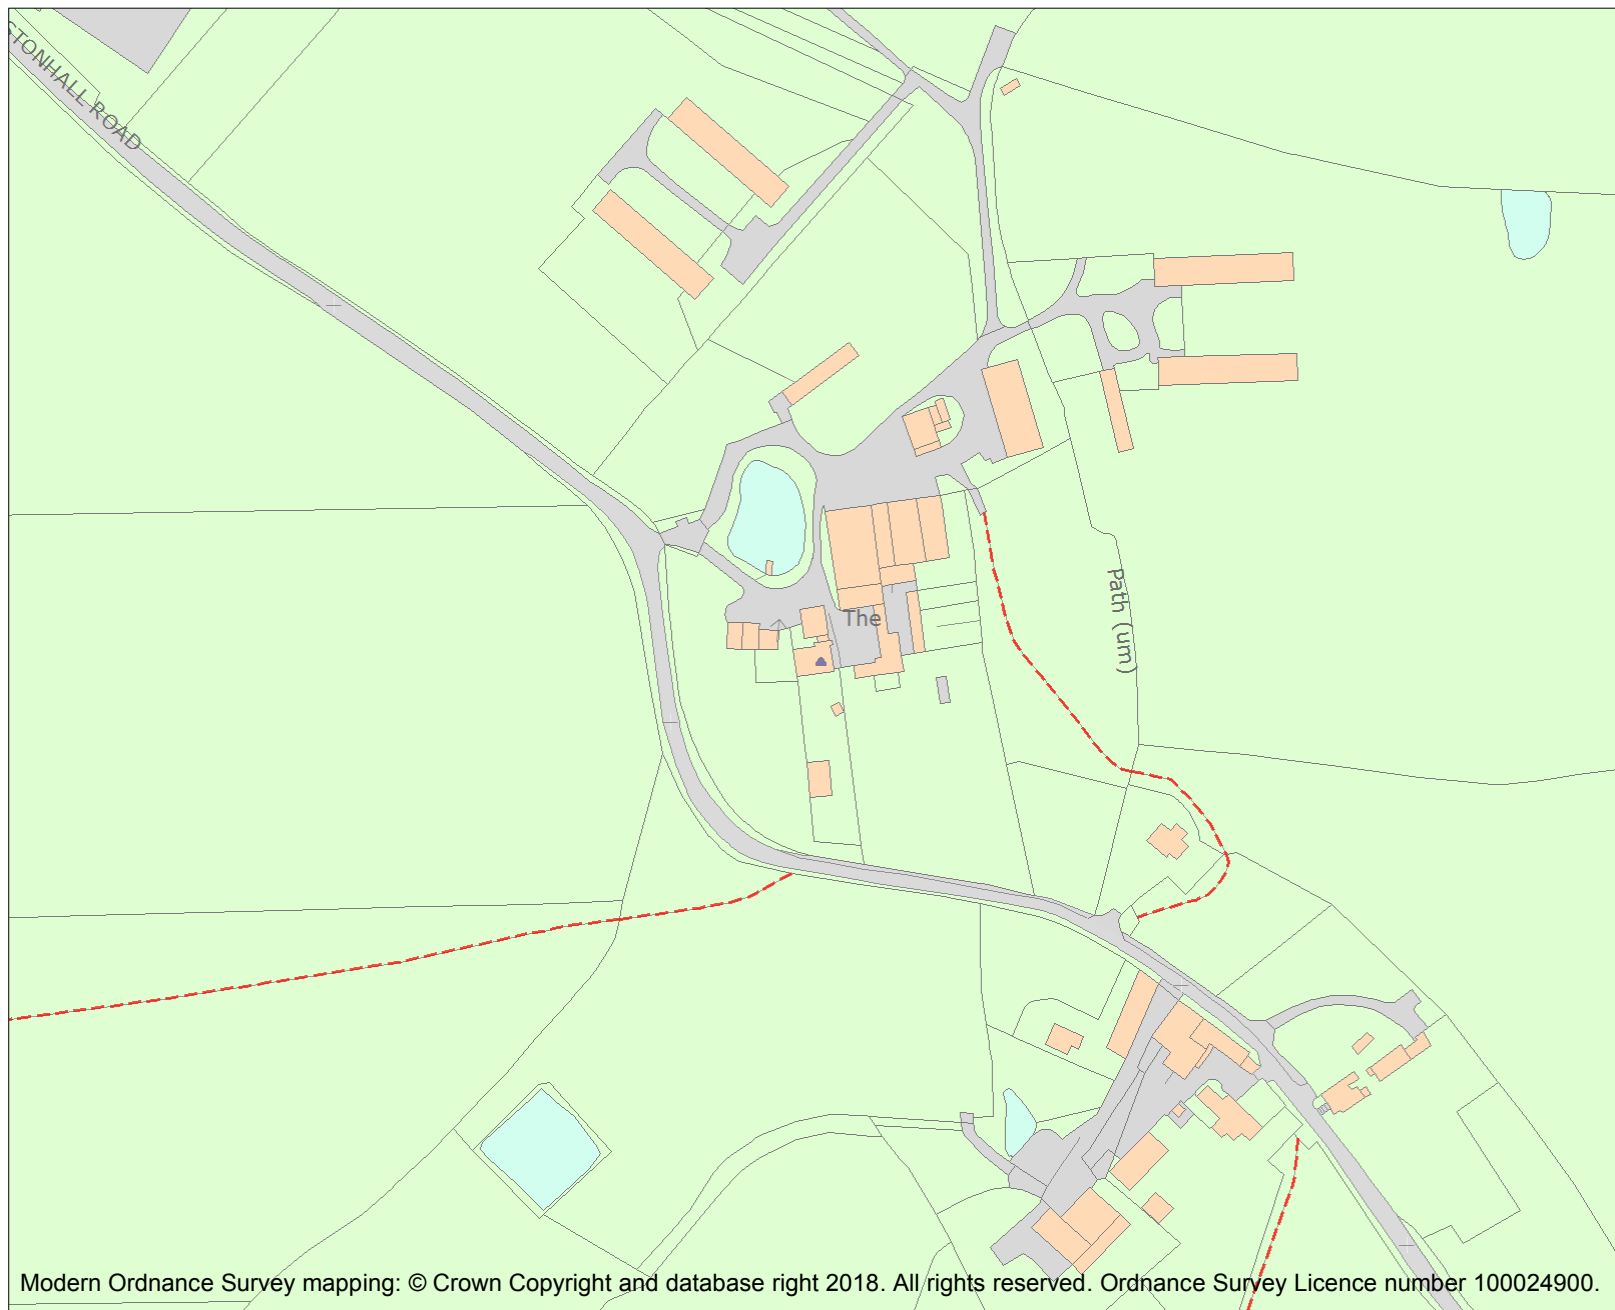 STONHALL ROAD
The
Path (um)
Modern Ordnance Survey mapping: © Crown Copyright and database right 2018. All rights reserved. Ordnance Survey Licence number 100024900.